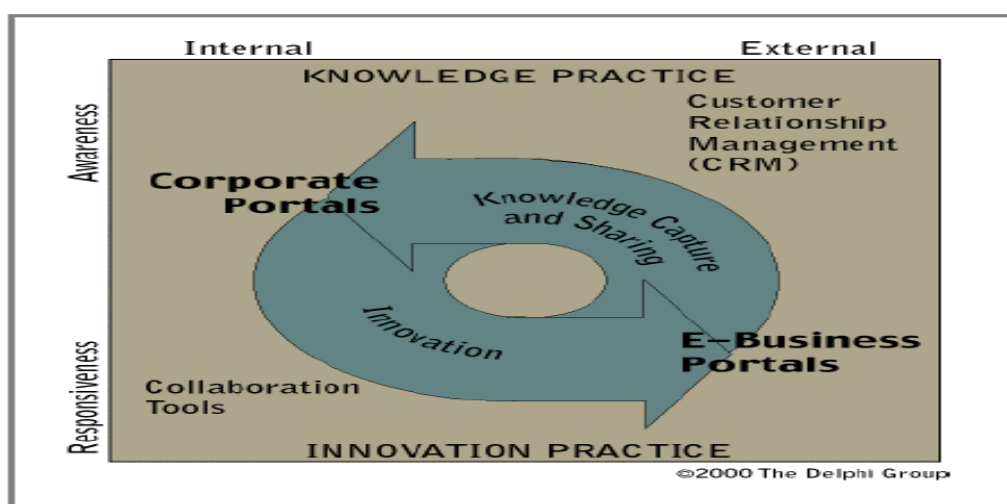 Internal External
KNOWLEDGE PRACTICE
Awareness
Customer
Relationship
Management
(CRM)
Corporate
Portals
Knowledge Capture
and Sharing
Innovation
E-Business
Portals
Responsiveness
Collaboration
Tools
INNOVATION PRACTICE
©2000 The Delphi Group